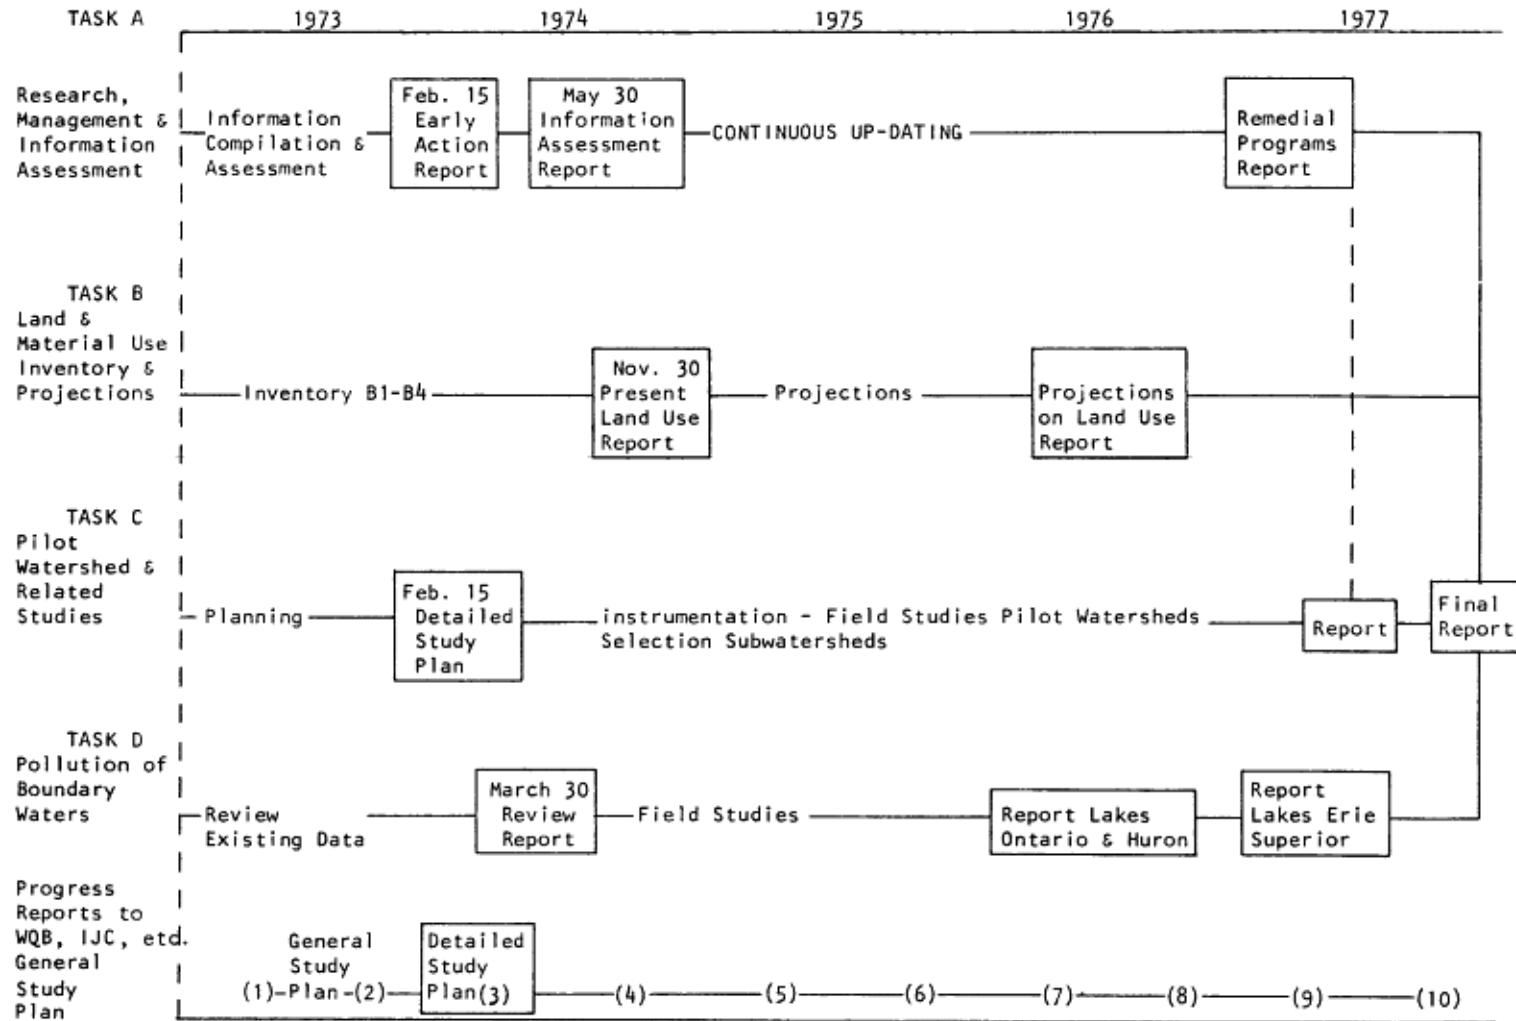 TASK A 1973 1974 1975 1976 1977
Research,
Management &
Information
Assessment
Information
Compilation &
Assessment
Feb. 15
Early
Action
Report
May 30
Information
Assessment
Report
CONTINUOUS UP-DATING
Remedial
Programs
Report
TASK B
Land &
Material Use
Inventory &
Projections
Inventory B1-B4
Nov. 30
Present
Land Use
Report
Projections
Projections
on Land Use
Report
TASK C
Pilot
Watershed &
Related
Studies
Planning
Feb. 15
Detailed
Study
Plan
instrumentation - Field Studies Pilot Watersheds
Selection Subwatersheds
Report
Final
Report
TASK D
Pollution of
Boundary
Waters
Review
Existing Data
March 30
Review
Report
Field Studies
Report Lakes
Ontario & Huron
Report
Lakes Erie
Superior
Progress
Reports to
WQB, IJC, etc.
General
Study
Plan
General
Study
(1)-Plan-(2)
Detailed
Study
Plan(3)
(4) (5) (6) (7) (8) (9) (10)